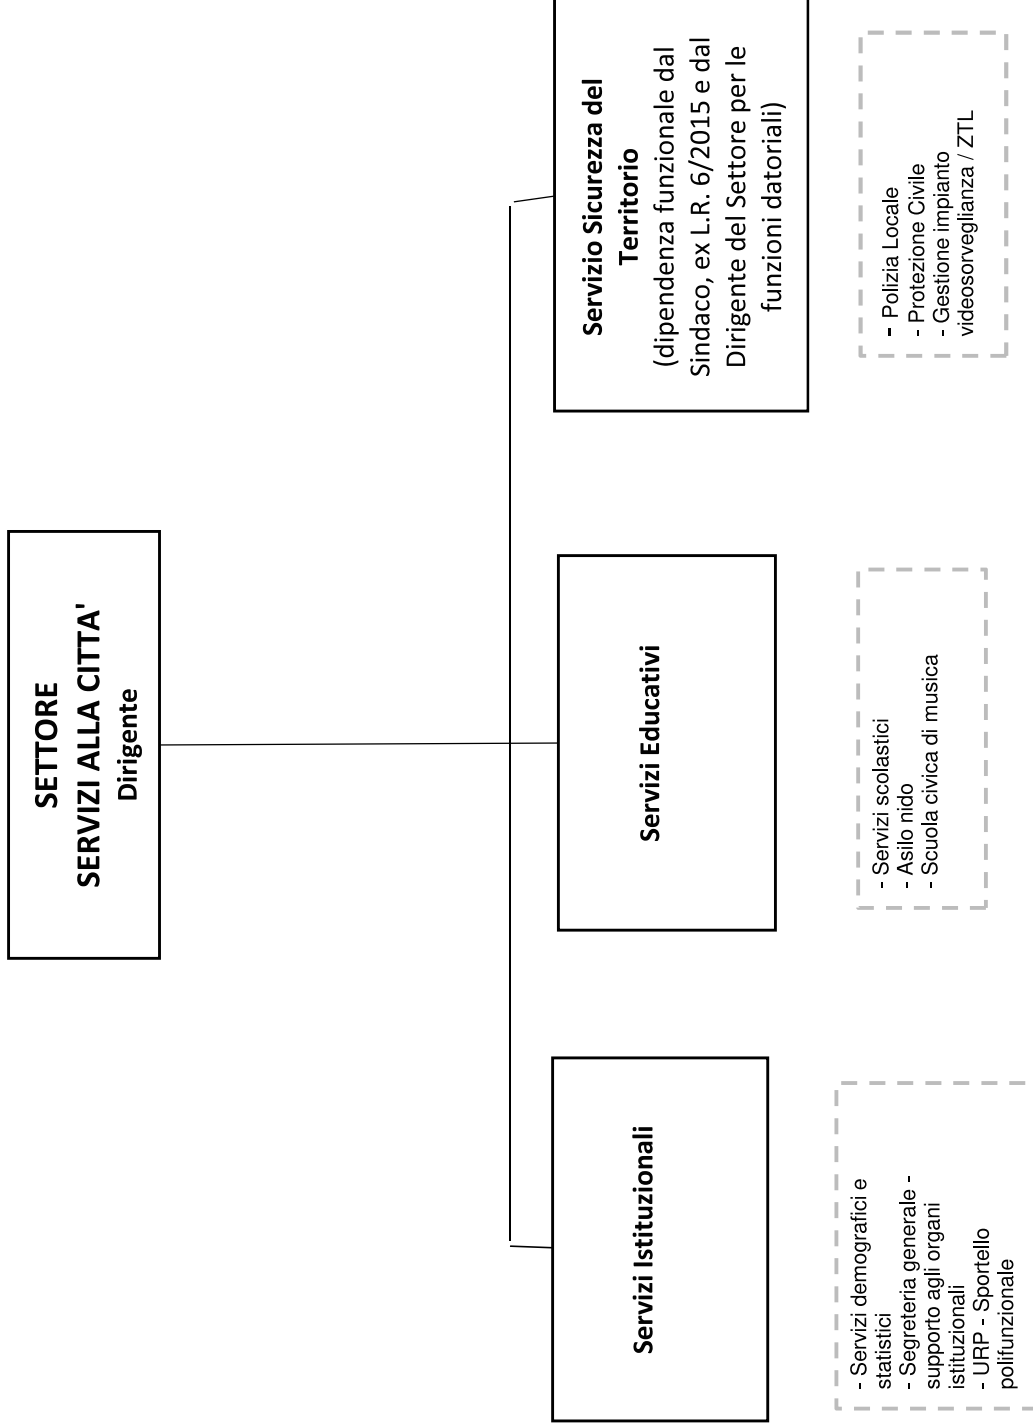 SETTORE
SERVIZI ALLA CITTA'
Dirigente
Servizi Istituzionali
Servizi Educativi
Servizio Sicurezza del
Territorio
(dipendenza funzionale dal
Sindaco, ex L.R. 6/2015 e dal
Dirigente del Settore per le
funzioni datoriali)
- Servizi demografici e
statistici
- Segreteria generale -
supporto agli organi
istituzionali
- URP - Sportello
polifunzionale
- Servizi scolastici
- Asilo nido
- Scuola civica di musica
- Polizia Locale
- Protezione Civile
- Gestione impianto
videosorveglianza / ZTL